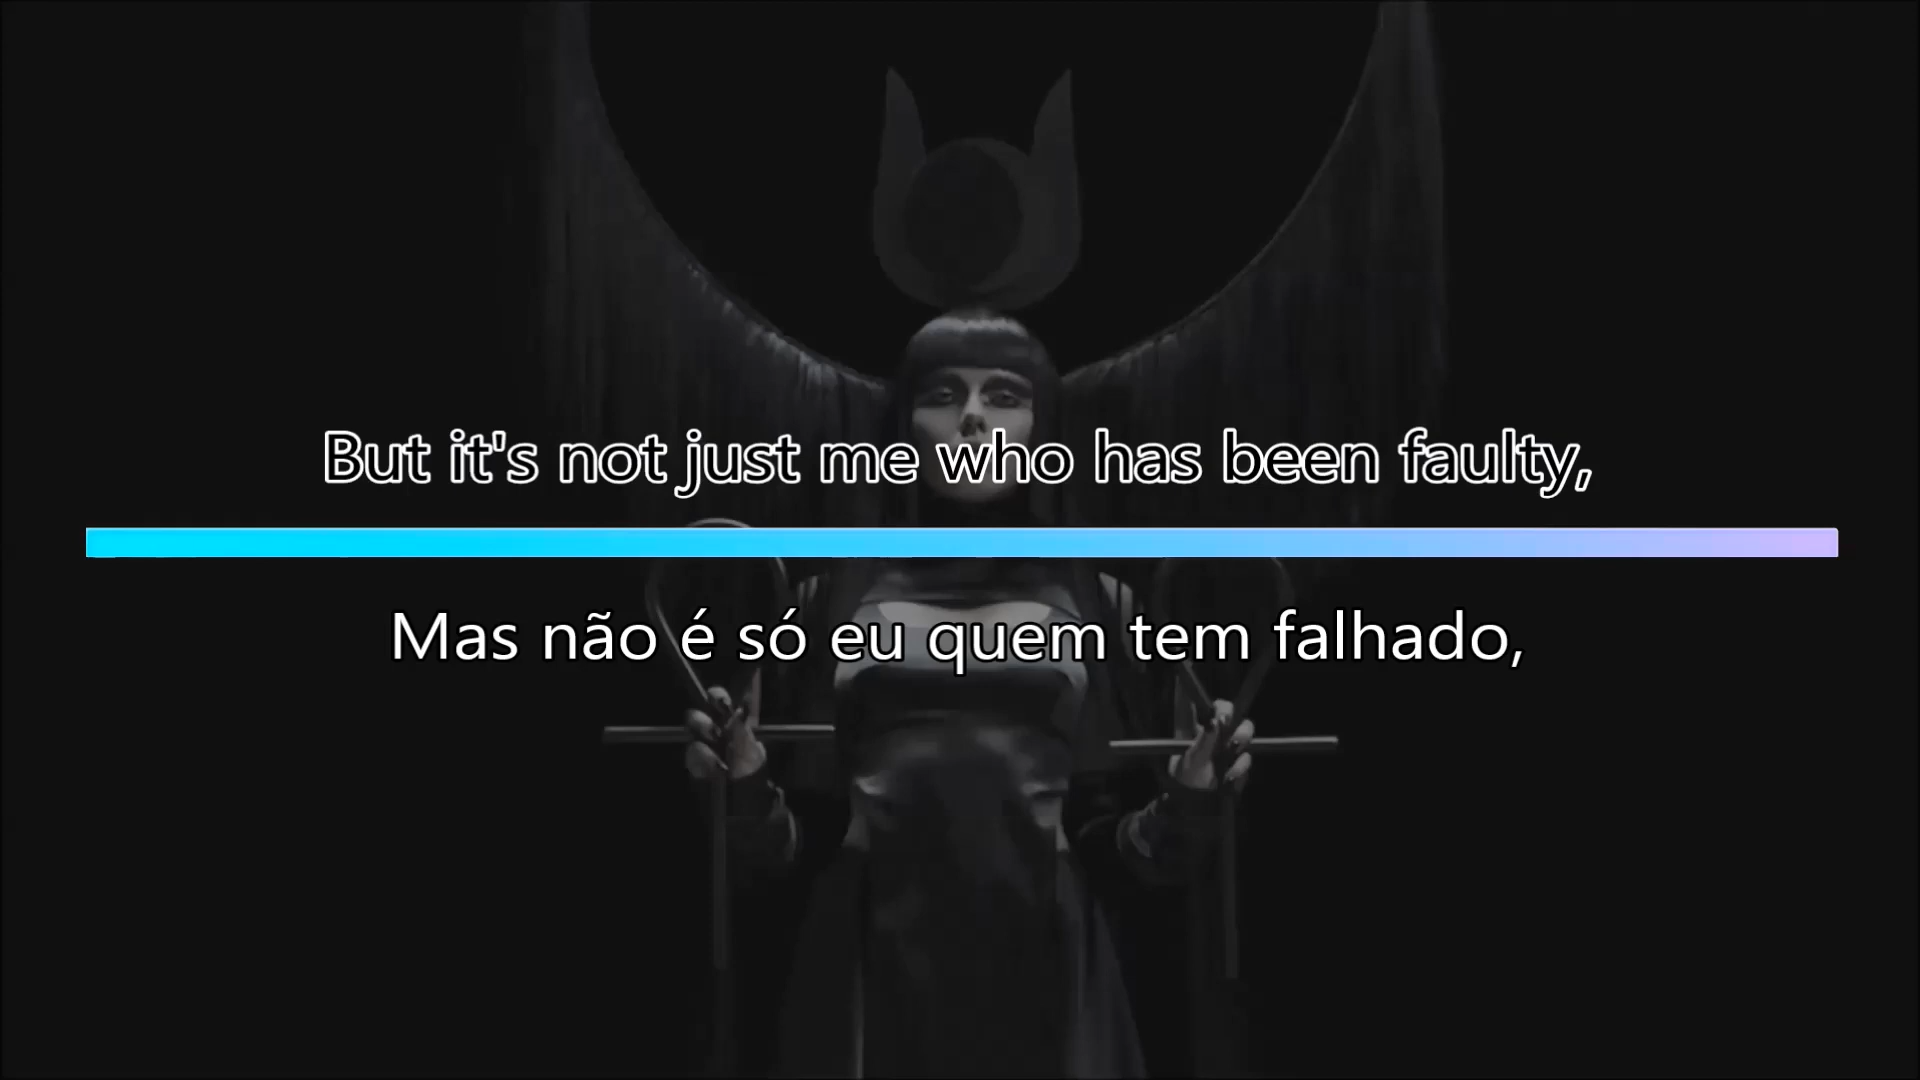 But it's not just me who has been faulty,
Mas não é só eu quem tem falhado,